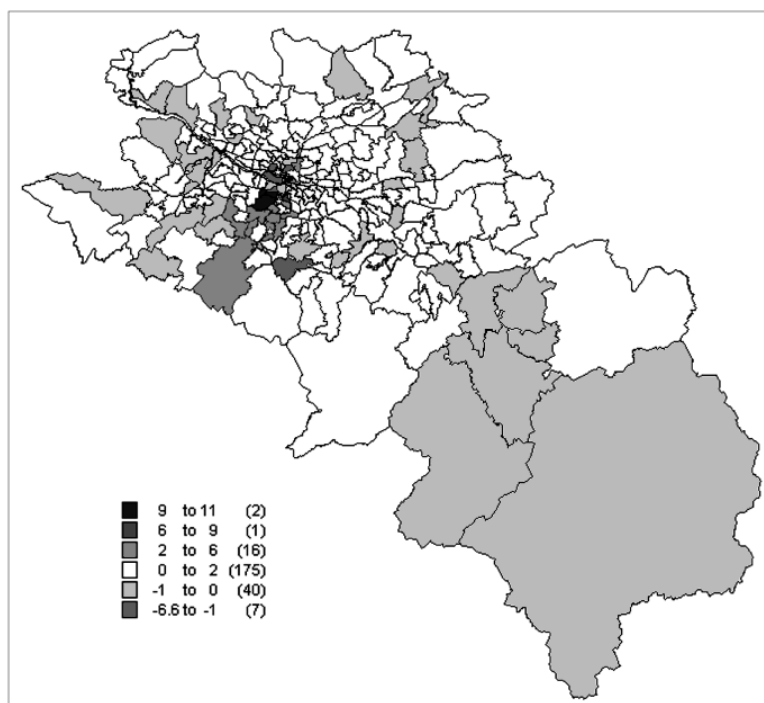 9 to 11 (2)
6 to 9 (1)
2 to 6 (16)
0 to 2 (175)
-1 to 0 (40)
-6.6 to -1 (7)